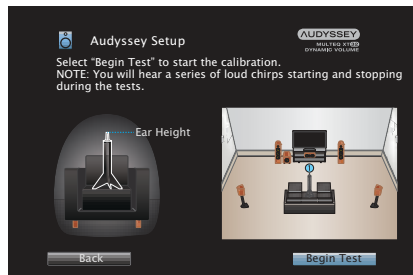 Audyssey Setup
AUDYSSEY
MULTEQ XT32
DYNAMIC VOLUME
Select "Begin Test" to start the calibration.
NOTE: You will hear a series of loud chirps starting and stopping
during the tests.
Ear Height
Back
Begin Test